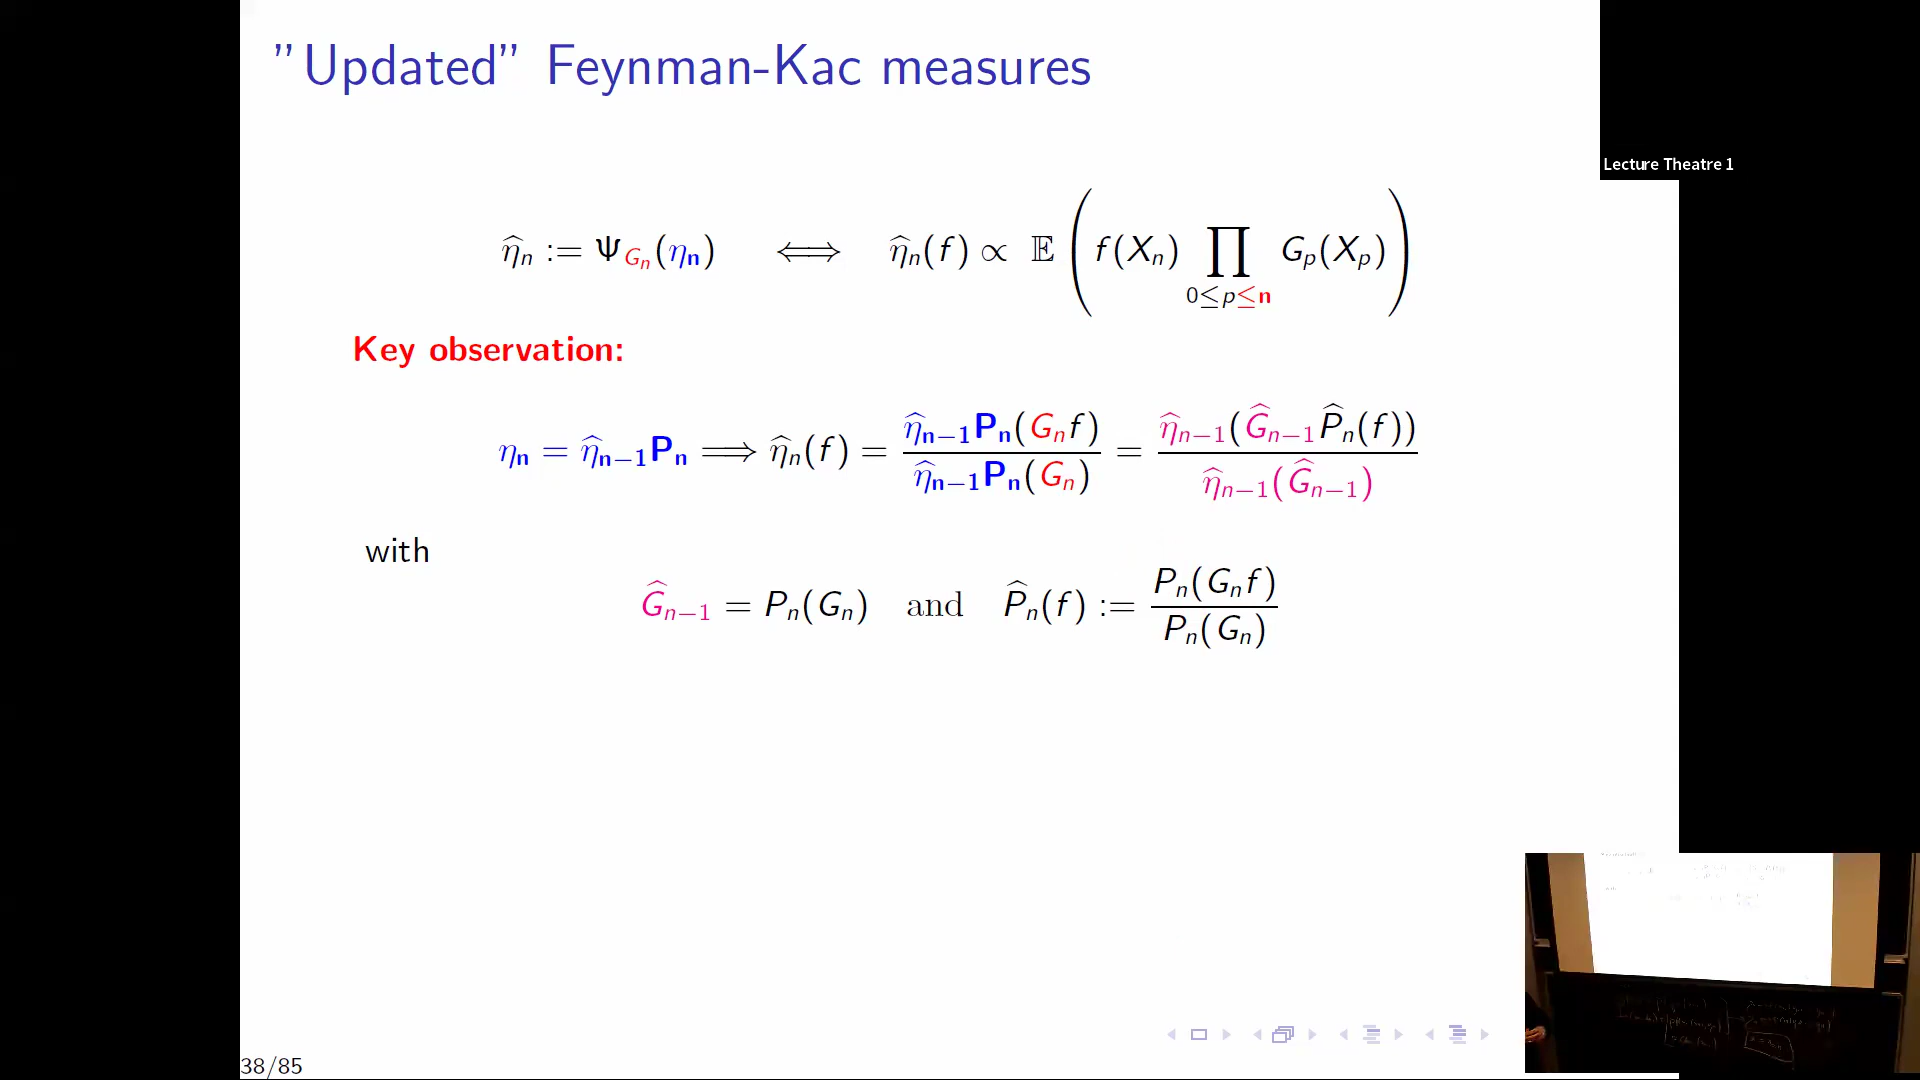 "Updated" Feynman-Kac measures
Lecture Theatre 1
η̂ₙ := Ψ_{Gₙ}(ηₙ) ⟺ η̂ₙ(f) ∝ 𝔼 ( f(Xₙ) ∏_{0≤p≤n} G_p(X_p) )
Key observation:
ηₙ = η̂ₙ₋₁Pₙ ⟹ η̂ₙ(f) = η̂ₙ₋₁Pₙ(Gₙf) / η̂ₙ₋₁Pₙ(Gₙ) = η̂ₙ₋₁(Ĝₙ₋₁P̂ₙ(f)) / η̂ₙ₋₁(Ĝₙ₋₁)
with
Ĝₙ₋₁ = Pₙ(Gₙ) and P̂ₙ(f) := Pₙ(Gₙf) / Pₙ(Gₙ)
38/85